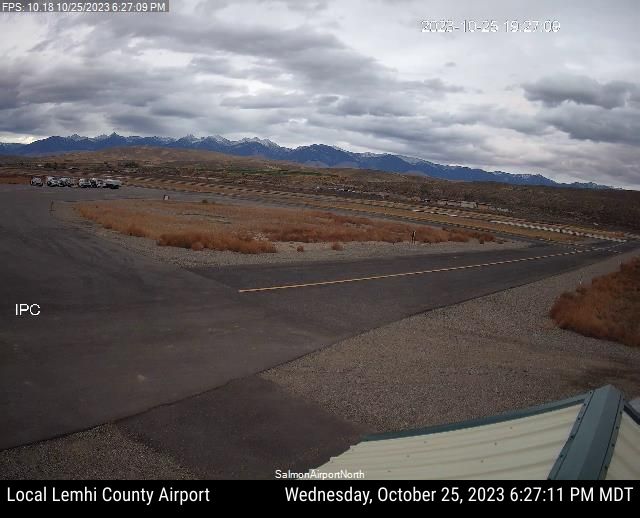 FPS: 10.18 10/25/2023 6:27:09 PM
2023-10-25 19:27:09
IPC
SalmonAirportNorth
Local Lemhi County Airport
Wednesday, October 25, 2023 6:27:11 PM MDT